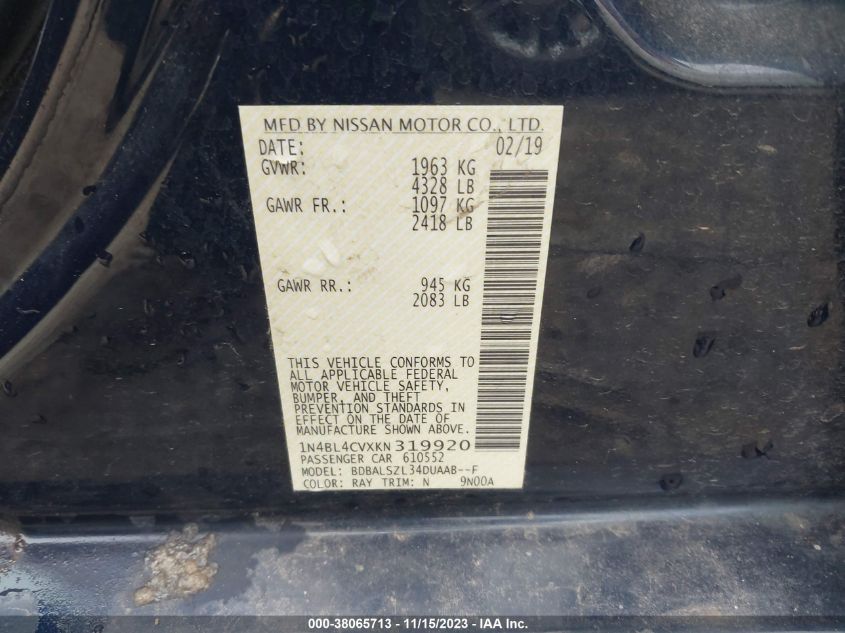 MFD BY NISSAN MOTOR CO., LTD.
DATE: 02/19
GVWR: 1963 KG
4328 LB
GAWR FR.: 1097 KG
2418 LB
GAWR RR.: 945 KG
2083 LB
THIS VEHICLE CONFORMS TO
ALL APPLICABLE FEDERAL
MOTOR VEHICLE SAFETY,
BUMPER, AND THEFT
PREVENTION STANDARDS IN
EFFECT ON THE DATE OF
MANUFACTURE SHOWN ABOVE.
1N4BL4CVXKN319920
PASSENGER CAR 610552
MODEL: BDBALSZL34DUAAB--F
COLOR: RAY TRIM: N 9N00A
000-38065713 - 11/15/2023 - IAA Inc.